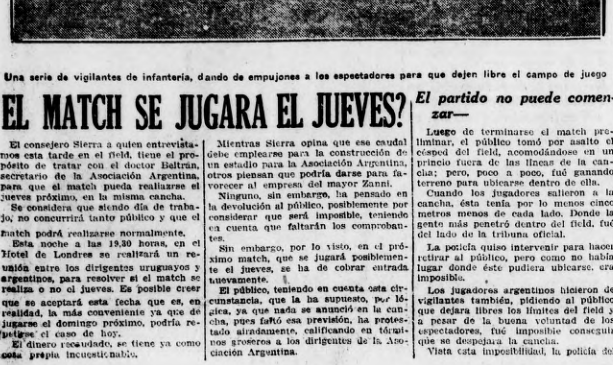 Una serie de vigilantes de infantería, dando de empujones a los espectadores para que dejen libre el campo de juego
EL MATCH SE JUGARA EL JUEVES?
El consejero Sierra a quien entrevista-
mos esta tarde en el field, tiene el pro-
pósito de tratar con el doctor Beltran,
secretario de la Asociación Argentina,
para que el match pueda realizarse el
jueves próximo, en la misma cancha.
Se considera que siendo día de traba-
jo, no concurrirá tanto público y que el
match podrá realizarse normalmente.
Esta noche a las 19,30 horas, en el
Hotel de Londres se realizará un re-
unión entre los dirigentes uruguayos y
argentinos, para resolver si el match se
realiza o no el jueves. Es posible creer
que se aceptará esta fecha que es, en
realidad, la más conveniente ya que de
jugarse el domingo próximo, podría re-
petirse el caso de hoy.
El dinero recaudado, se tiene ya como
cosa propia incuestionable.
Mientras Sierra opina que ese caudal
debe emplearse para la construcción de
un estadio para la Asociación Argentina,
otros piensan que podría darse para fa-
vorecer al empresa del mayor Zanni.
Ninguno, sin embargo, ha pensado en
la devolución al público, posiblemente por
considerar que será imposible, teniendo
en cuenta que faltarán los comproban-
tes.
Sin embargo, por lo visto, en el pró-
ximo match, que se jugará posiblemen-
te el jueves, se ha de cobrar entrada
nuevamente.
El público, teniendo en cuenta esta cir-
cunstancia, que la ha supuesto, por ló-
gica, ya que nada se anunció en la can-
cha, pues faltó esa previsión, ha protes-
tado airadamente, calificando en térmi-
nos groseros a los dirigentes de la Aso-
ciación Argentina.
El partido no puede comen-
zar—
Luego de terminarse el match pre-
liminar, el público tomó por asalto el
césped del field, acomodándose en un
princio fuera de las líneas de la can-
cha; pero, poco a poco, fué ganando
terreno para ubicarse dentro de ella.
Cuando los jugadores salieron a la
cancha, ésta tenía por lo menos cinco
metros menos de cada lado. Donde la
gente más penetró dentro del field, fué
del lado de la tribuna oficial.
La policía quiso intervenir para hacer
retirar al público, pero como no había
lugar donde éste pudiera ubicarse, era
imposible.
Los jugadores argentinos hicieron de
vigilantes también, pidiendo al público
que dejara libres los límites del field y
a pesar de la buena voluntad de los
espectadores, fué imposible conseguir
que se despejara la cancha.
Vista esta imposibilidad, la policía del